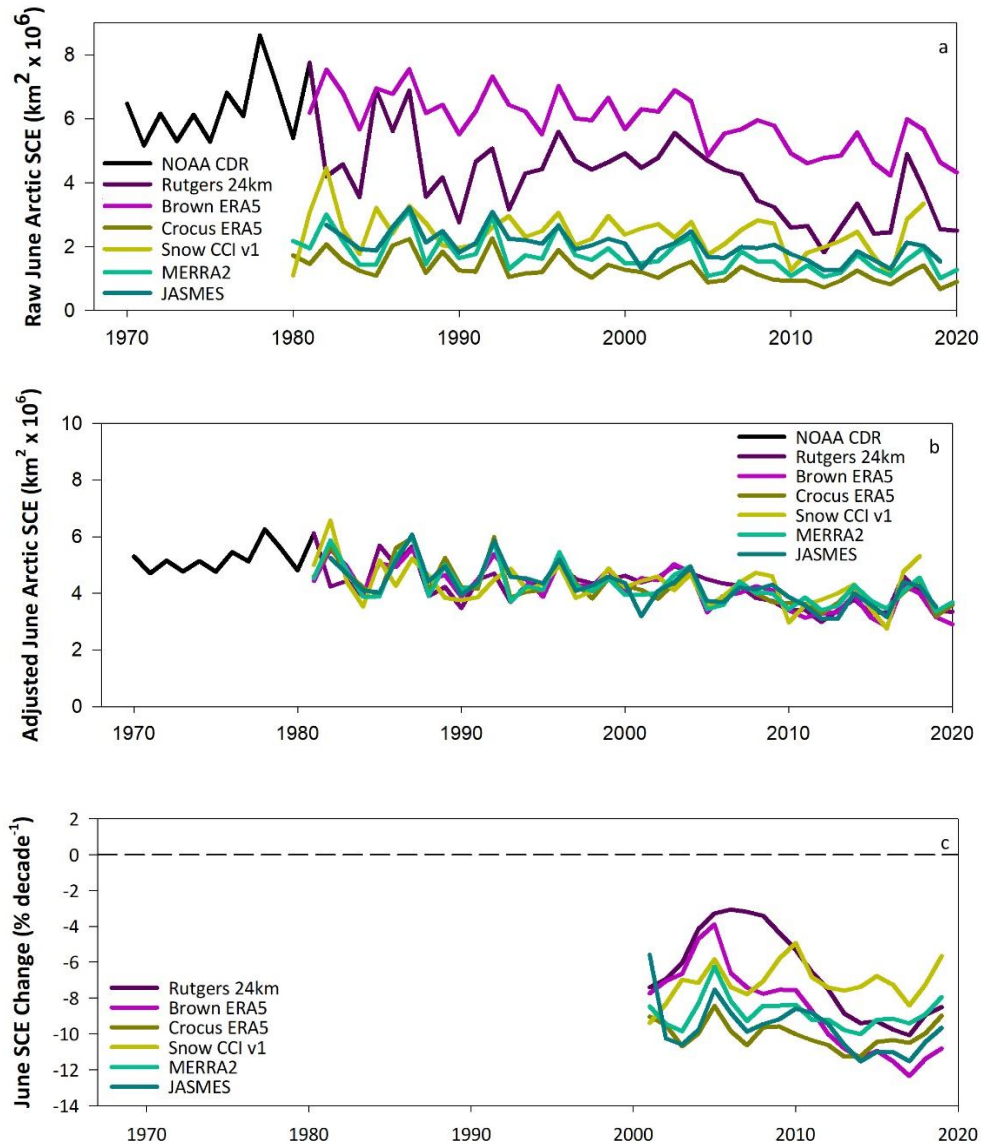 Raw June Arctic SCE (km² x 10⁶)
a
8
6
4
2
0
NOAA CDR
Rutgers 24km
Brown ERA5
Crocus ERA5
Snow CCI v1
MERRA2
JASMES
1970 1980 1990 2000 2010 2020
Adjusted June Arctic SCE (km² x 10⁶)
b
10
8
6
4
2
0
NOAA CDR
Rutgers 24km
Brown ERA5
Crocus ERA5
Snow CCI v1
MERRA2
JASMES
1970 1980 1990 2000 2010 2020
June SCE Change (% decade⁻¹)
c
2
0
-2
-4
-6
-8
-10
-12
-14
Rutgers 24km
Brown ERA5
Crocus ERA5
Snow CCI v1
MERRA2
JASMES
1970 1980 1990 2000 2010 2020